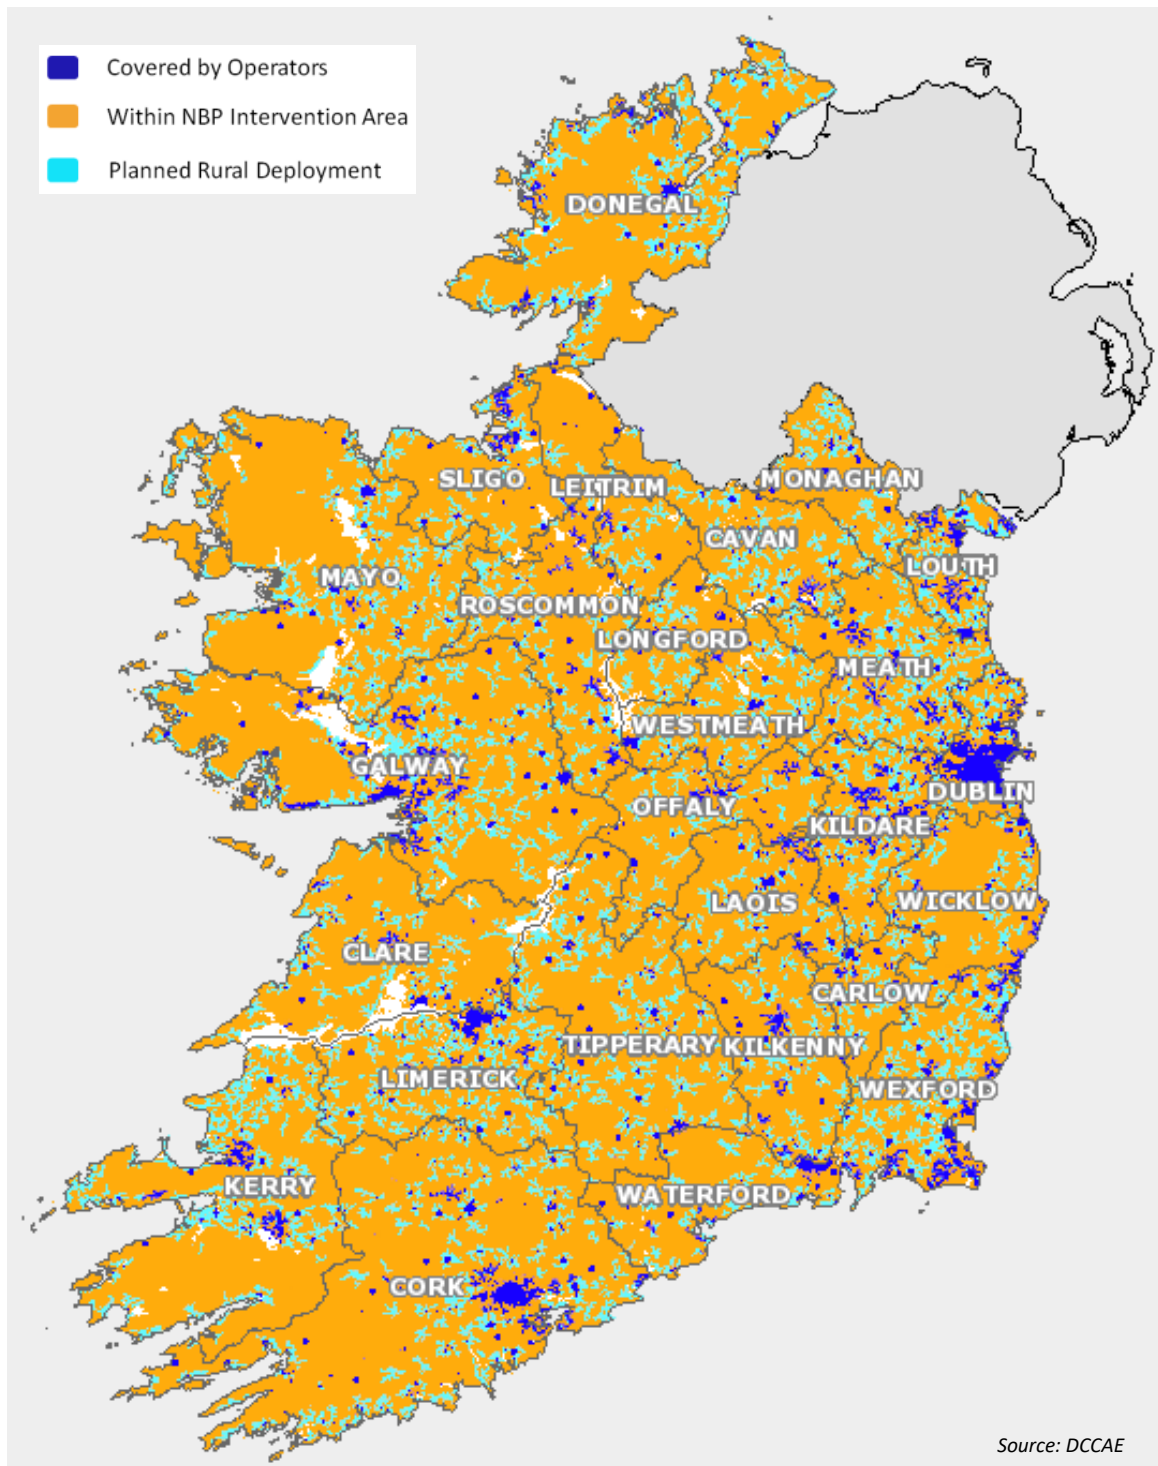 Covered by Operators
Within NBP Intervention Area
Planned Rural Deployment
DONEGAL
SLIGO
LEITRIM
MONAGHAN
CAVAN
LOUTH
MAYO
ROSCOMMON
LONGFORD
MEATH
WESTMEATH
GALWAY
OFFALY
DUBLIN
KILDARE
LAOIS
WICKLOW
CLARE
CARLOW
TIPPERARY
KILKENNY
LIMERICK
WEXFORD
KERRY
WATERFORD
CORK
Source: DCCAE